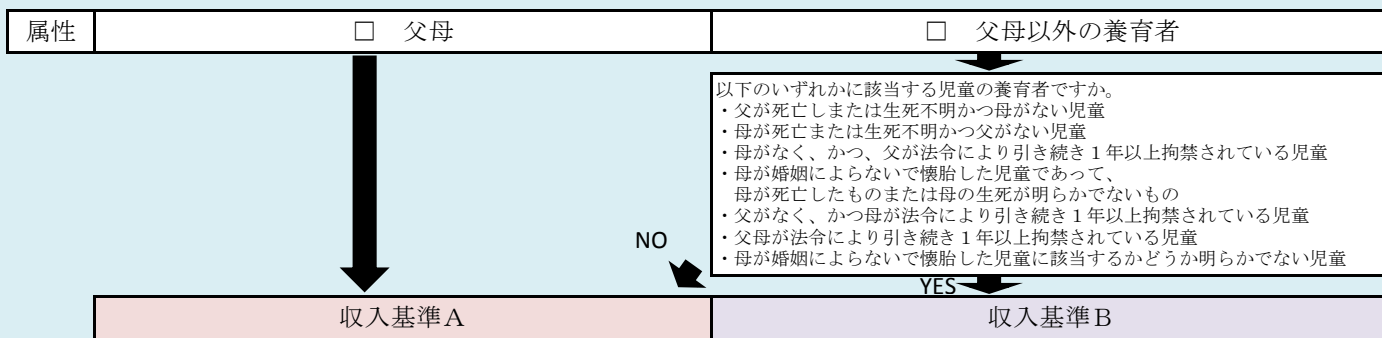 属性
□ 父母
□ 父母以外の養育者
以下のいずれかに該当する児童の養育者ですか。
・父が死亡しまたは生死不明かつ母がない児童
・母が死亡または生死不明かつ父がない児童
・母がなく、かつ、父が法令により引き続き１年以上拘禁されている児童
・母が婚姻によらないで懐胎した児童であって、
母が死亡したものまたは母の生死が明らかでないもの
・父がなく、かつ母が法令により引き続き１年以上拘禁されている児童
・父母が法令により引き続き１年以上拘禁されている児童
・母が婚姻によらないで懐胎した児童に該当するかどうか明らかでない児童
NO
YES
収入基準Ａ
収入基準Ｂ